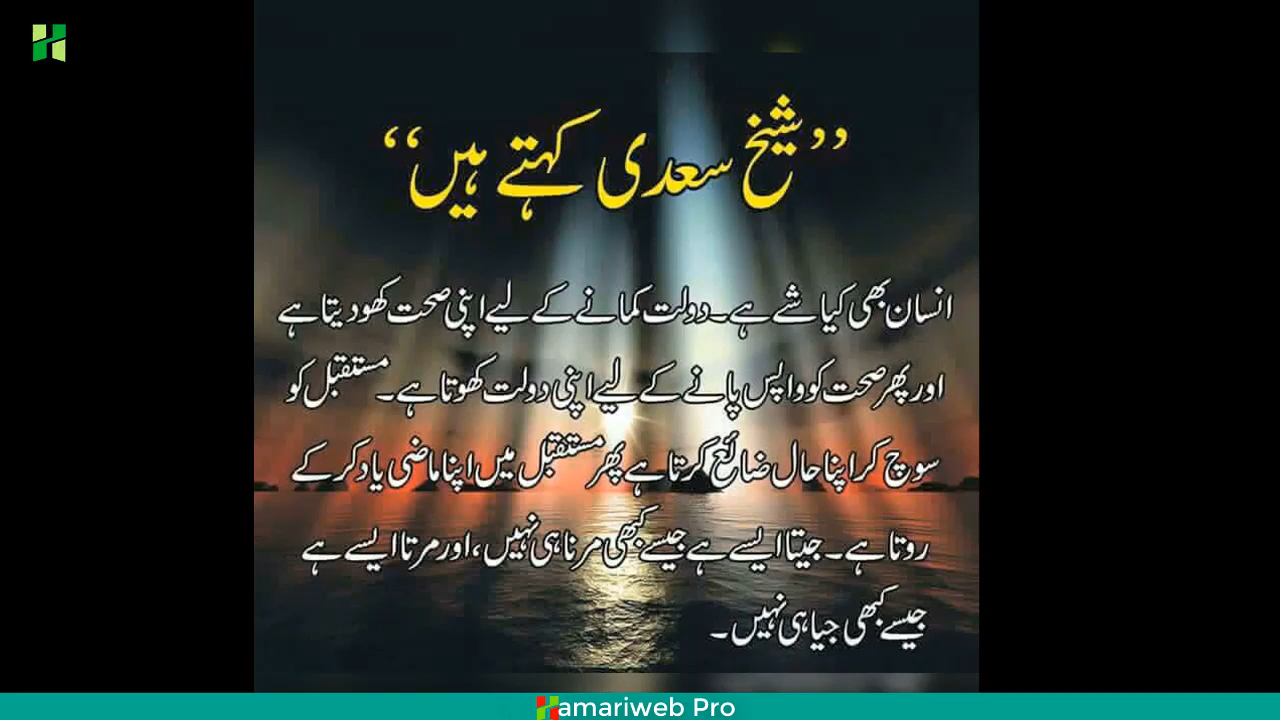 ”شیخ سعدی کہتے ہیں“
انسان بھی کیا شے ہے۔ دولت کمانے کے لیے اپنی صحت کھو دیتا ہے
اور پھر صحت کو واپس پانے کے لیے اپنی دولت کھوتا ہے۔ مستقبل کو
سوچ کر اپنا حال ضائع کرتا ہے پھر مستقبل میں اپنا ماضی یاد کر کے
روتا ہے۔ جیتا ایسے ہے جیسے کبھی مرنا ہی نہیں، اور مرتا ایسے ہے
جیسے کبھی جیا ہی نہیں۔
Hamariweb Pro